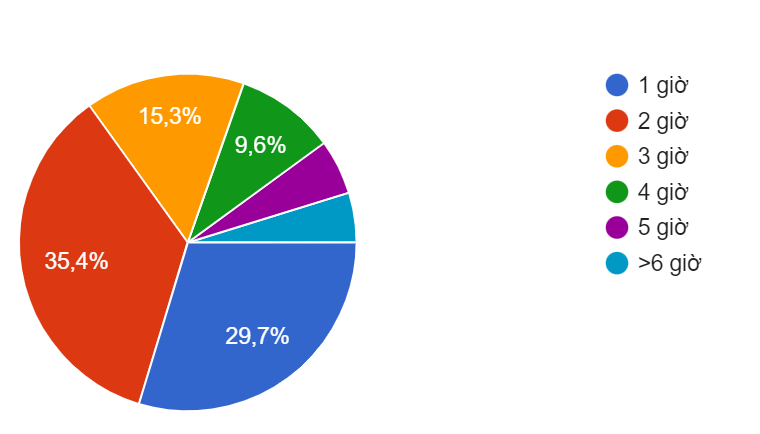 15,3%
9,6%
35,4%
29,7%
1 giờ
2 giờ
3 giờ
4 giờ
5 giờ
>6 giờ